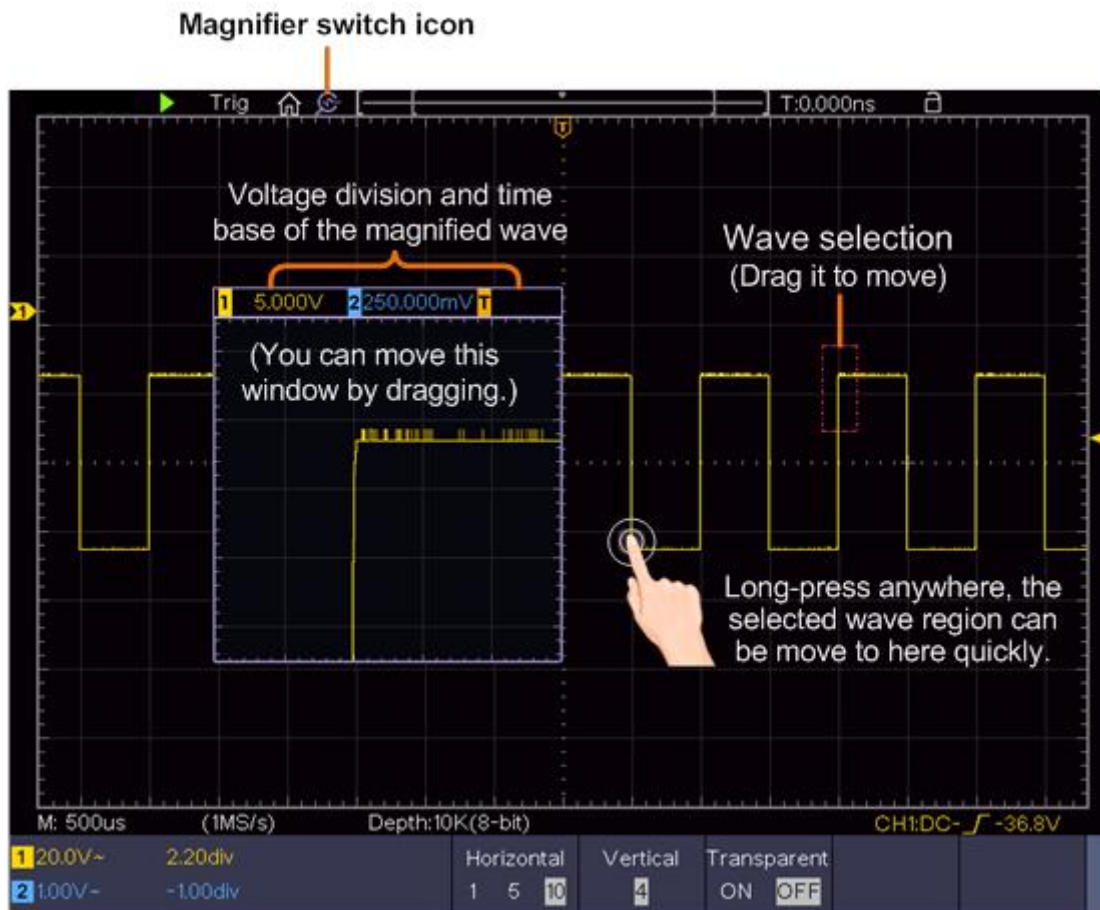 Magnifier switch icon
Trig T:0.000ns
T
Voltage division and time
base of the magnified wave
Wave selection
(Drag it to move)
1 5.000V 2 250.000mV T
1
(You can move this
window by dragging.)
Long-press anywhere, the
selected wave region can
be move to here quickly.
M: 500us (1MS/s) Depth:10K(8-bit) CH1:DC- -36.8V
1 20.0V~ 2.20div Horizontal Vertical Transparent
2 1.00V~ -1.00div 1 5 10 4 ON OFF